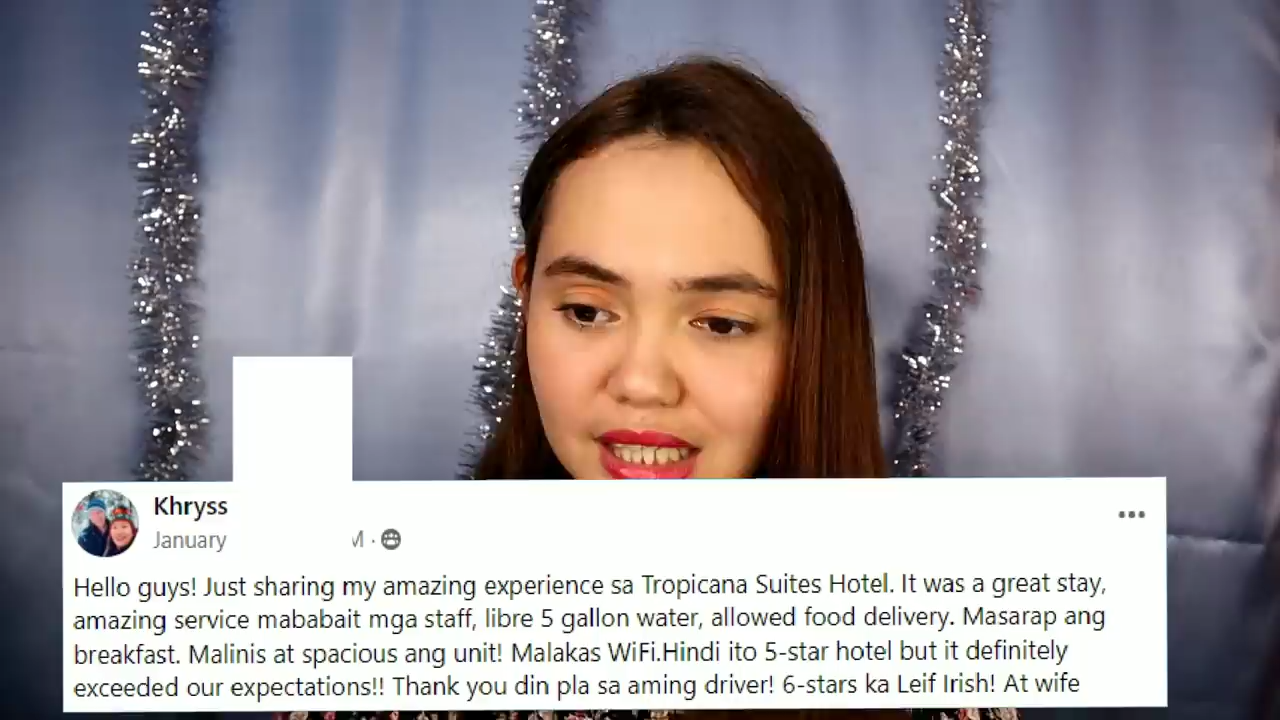 Khryss
January M ·
Hello guys! Just sharing my amazing experience sa Tropicana Suites Hotel. It was a great stay,
amazing service mababait mga staff, libre 5 gallon water, allowed food delivery. Masarap ang
breakfast. Malinis at spacious ang unit! Malakas WiFi.Hindi ito 5-star hotel but it definitely
exceeded our expectations!! Thank you din pla sa aming driver! 6-stars ka Leif Irish! At wife